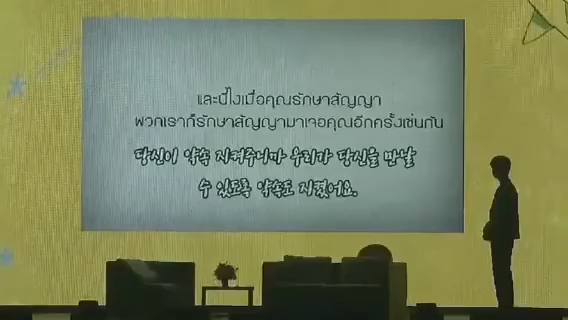 และนี่ไงเมื่อคุณรักษาสัญญา
พวกเราก็รักษาสัญญามาเจอคุณอีกครั้งเช่นกัน
당신이 약속 지켜주니까 우리가 당신을 만날
수 있도록 약속도 지켰어요.